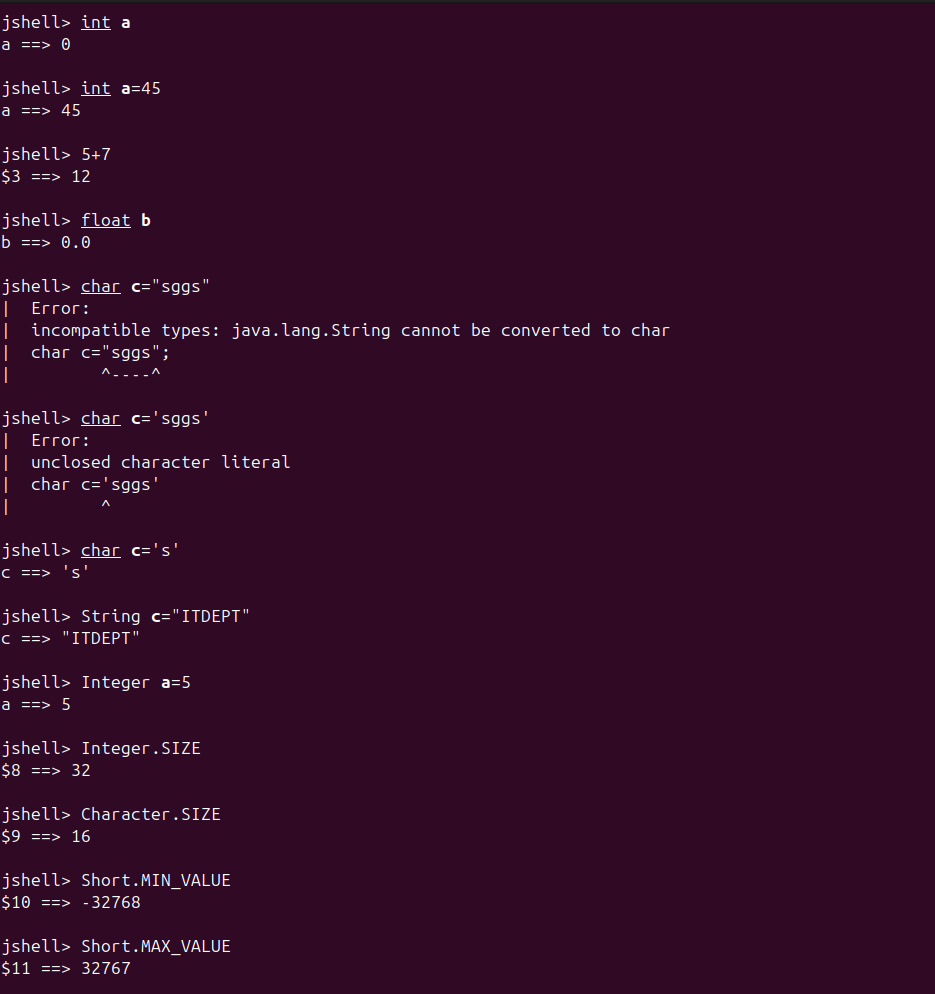 jshell> int a
a ==> 0
jshell> int a=45
a ==> 45
jshell> 5+7
$3 ==> 12
jshell> float b
b ==> 0.0
jshell> char c="sggs"
|  Error:
|  incompatible types: java.lang.String cannot be converted to char
|  char c="sggs";
|         ^----^
jshell> char c='sggs'
|  Error:
|  unclosed character literal
|  char c='sggs'
|         ^
jshell> char c='s'
c ==> 's'
jshell> String c="ITDEPT"
c ==> "ITDEPT"
jshell> Integer a=5
a ==> 5
jshell> Integer.SIZE
$8 ==> 32
jshell> Character.SIZE
$9 ==> 16
jshell> Short.MIN_VALUE
$10 ==> -32768
jshell> Short.MAX_VALUE
$11 ==> 32767